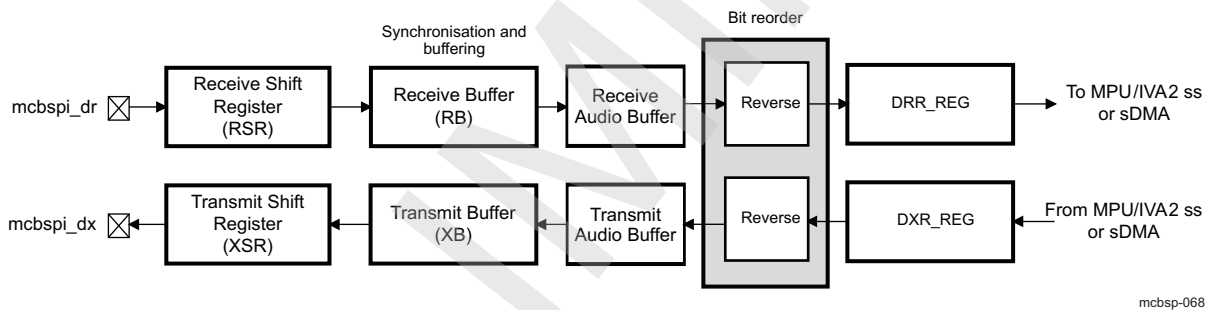 Bit reorder
Synchronisation and
buffering
mcbspi_dr
Receive Shift
Register
(RSR)
Receive Buffer
(RB)
Receive
Audio Buffer
Reverse
DRR_REG
To MPU/IVA2 ss
or sDMA
mcbspi_dx
Transmit Shift
Register
(XSR)
Transmit Buffer
(XB)
Transmit
Audio Buffer
Reverse
DXR_REG
From MPU/IVA2 ss
or sDMA
mcbsp-068